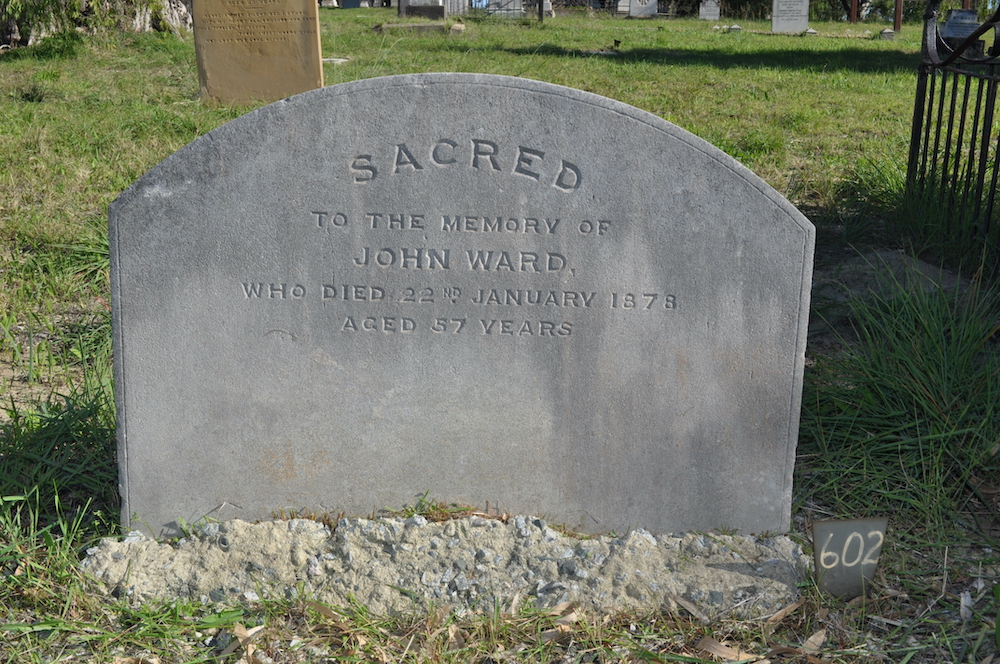 SACRED
TO THE MEMORY OF
JOHN WARD,
WHO DIED 22ND JANUARY 1878
AGED 57 YEARS
602